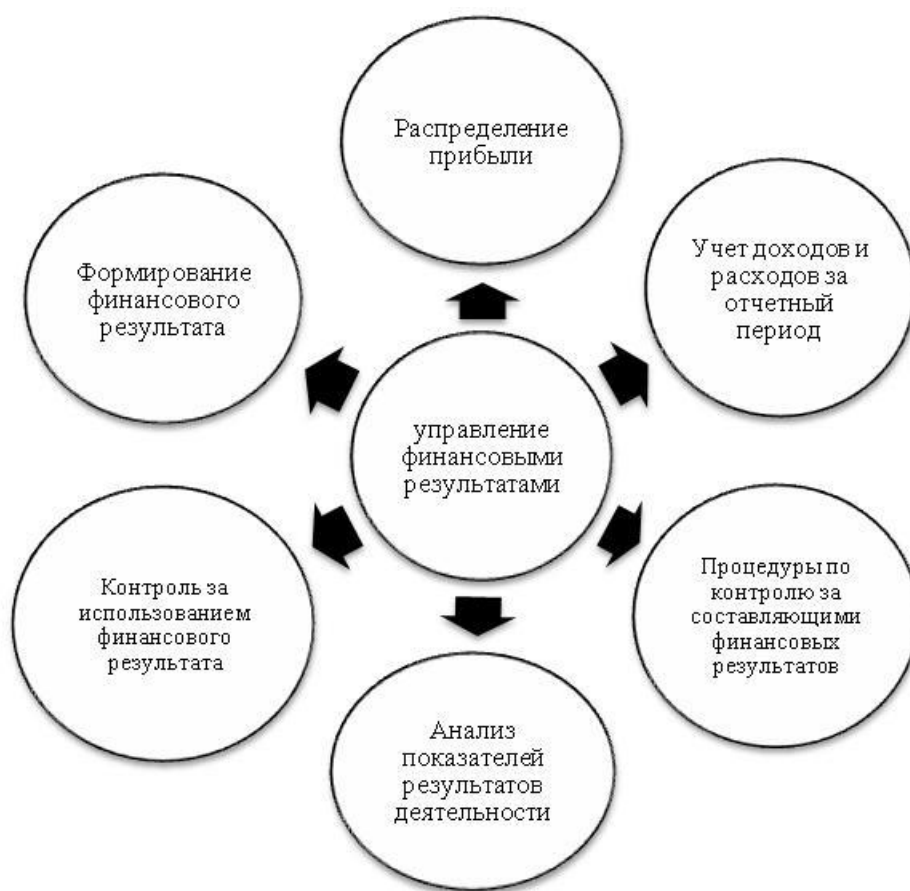 Распределение
прибыли
Формирование
финансового
результата
Учет доходов и
расходов за
отчетный
период
управление
финансовыми
результатами
Контроль за
использованием
финансового
результата
Процедуры по
контролю за
составляющими
финансовых
результатов
Анализ
показателей
результатов
деятельности